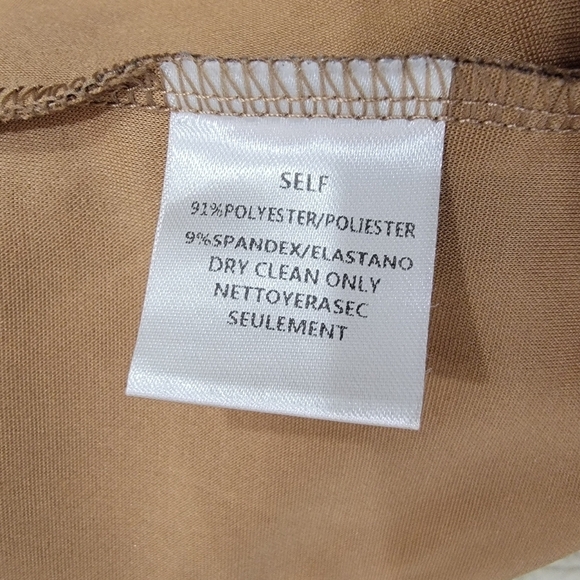 SELF
91%POLYESTER/POLIESTER
9%SPANDEX/ELASTANO
DRY CLEAN ONLY
NETTOYERASEC
SEULEMENT